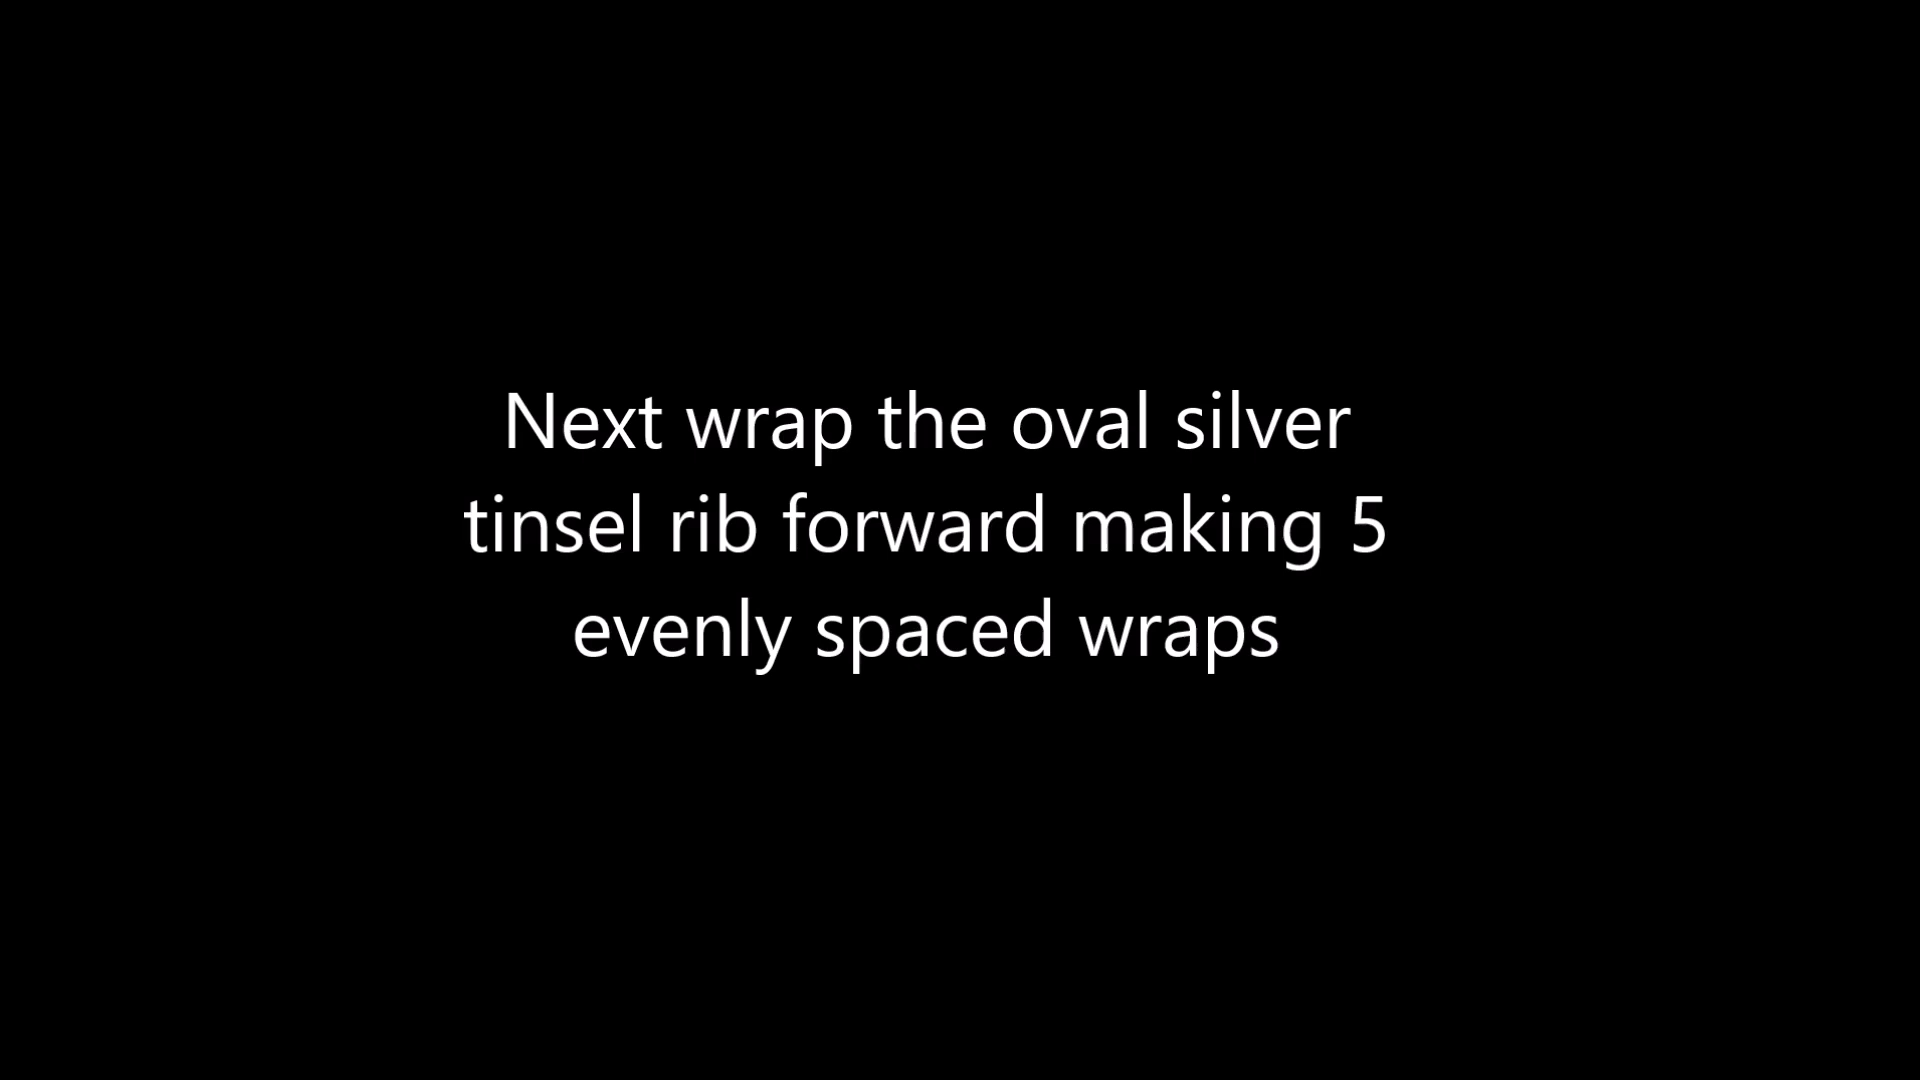 Next wrap the oval silver
tinsel rib forward making 5
evenly spaced wraps